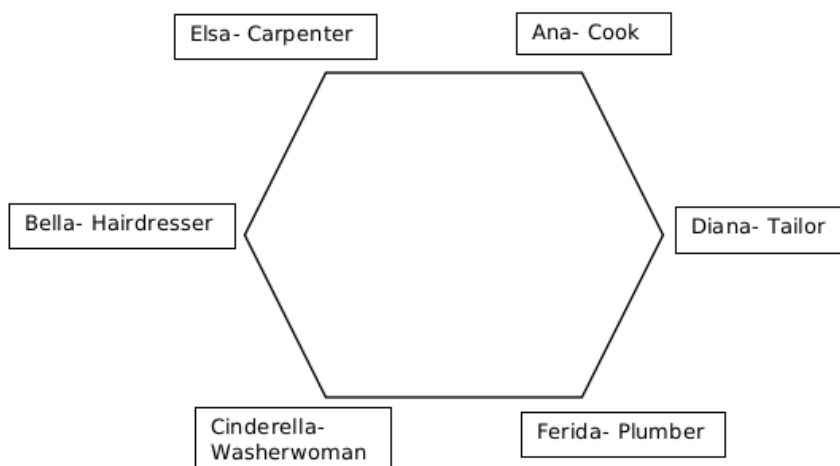 Elsa- Carpenter
Ana- Cook
Bella- Hairdresser
Diana- Tailor
Cinderella-
Washerwoman
Ferida- Plumber